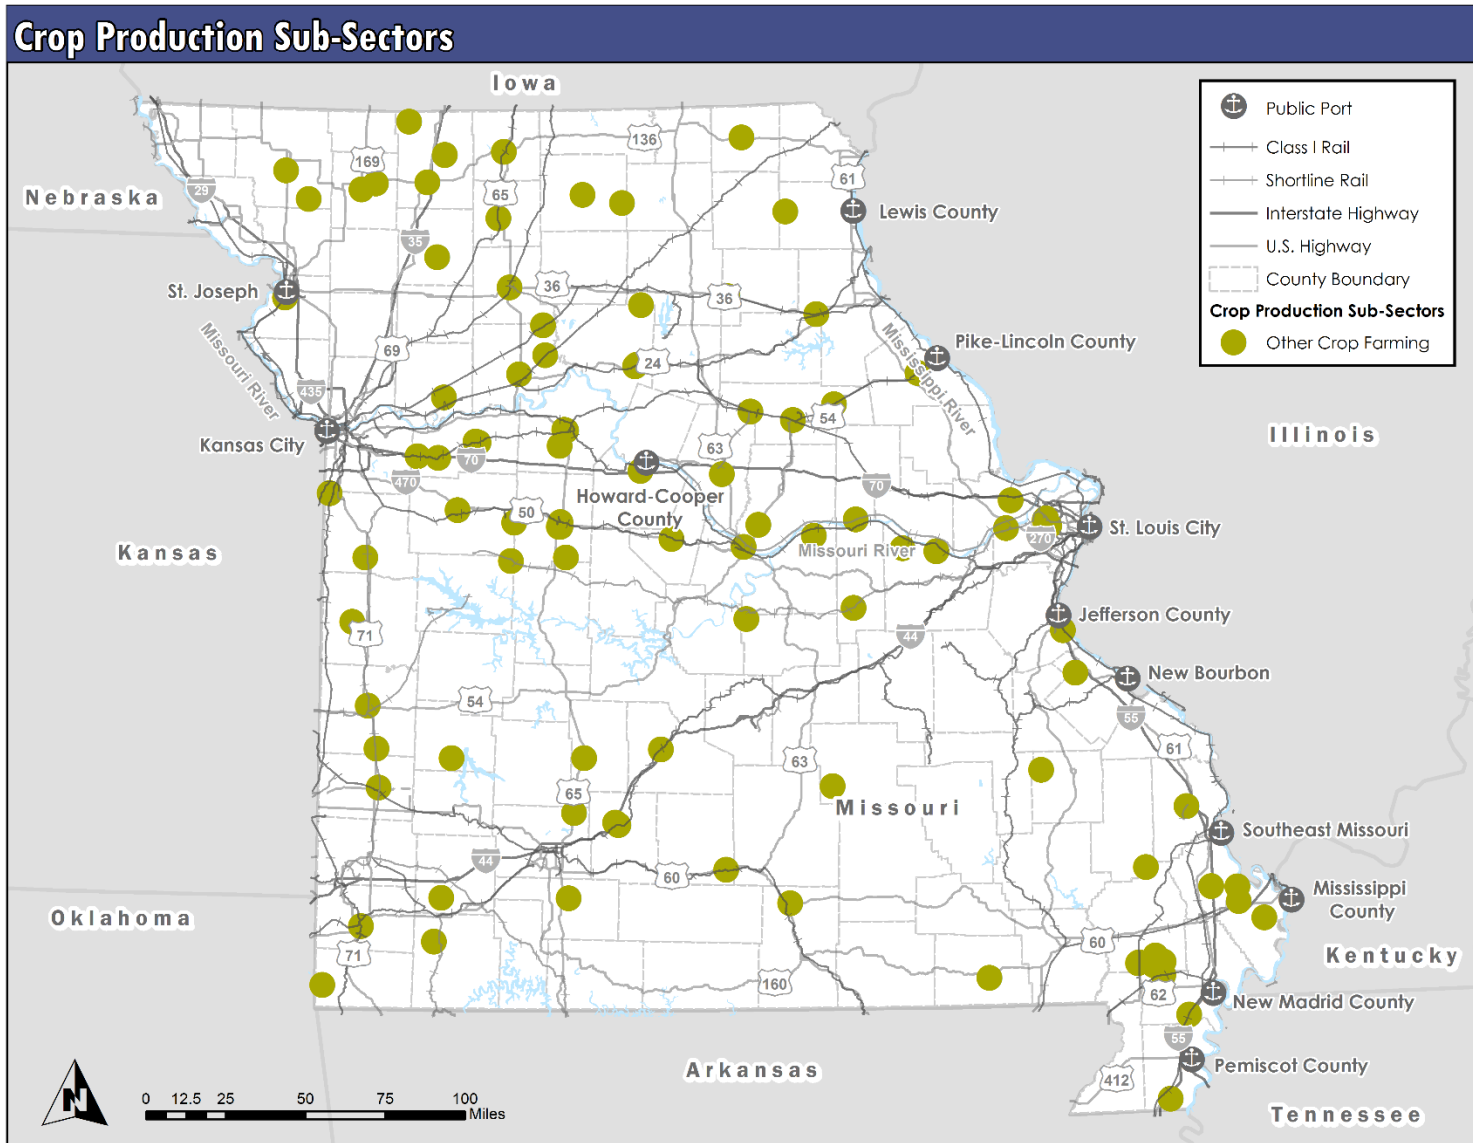 Crop Production Sub-Sectors
Iowa
Public Port
Class I Rail
Shortline Rail
Interstate Highway
U.S. Highway
County Boundary
Crop Production Sub-Sectors
Other Crop Farming
136
169
61
Nebraska
29
65
Lewis County
35
St. Joseph
36
36
Missouri River
69
Mississippi River
Pike-Lincoln County
24
435
54
Kansas City
Illinois
63
70
470
70
Howard-Cooper
County
50
St. Louis City
270
Kansas
Missouri River
Jefferson County
71
44
New Bourbon
54
55
61
63
65
Missouri
Southeast Missouri
44
60
Mississippi
County
Oklahoma
60
Kentucky
71
160
62
New Madrid County
55
Arkansas
Pemiscot County
412
Tennessee
N
0 12.5 25 50 75 100
Miles